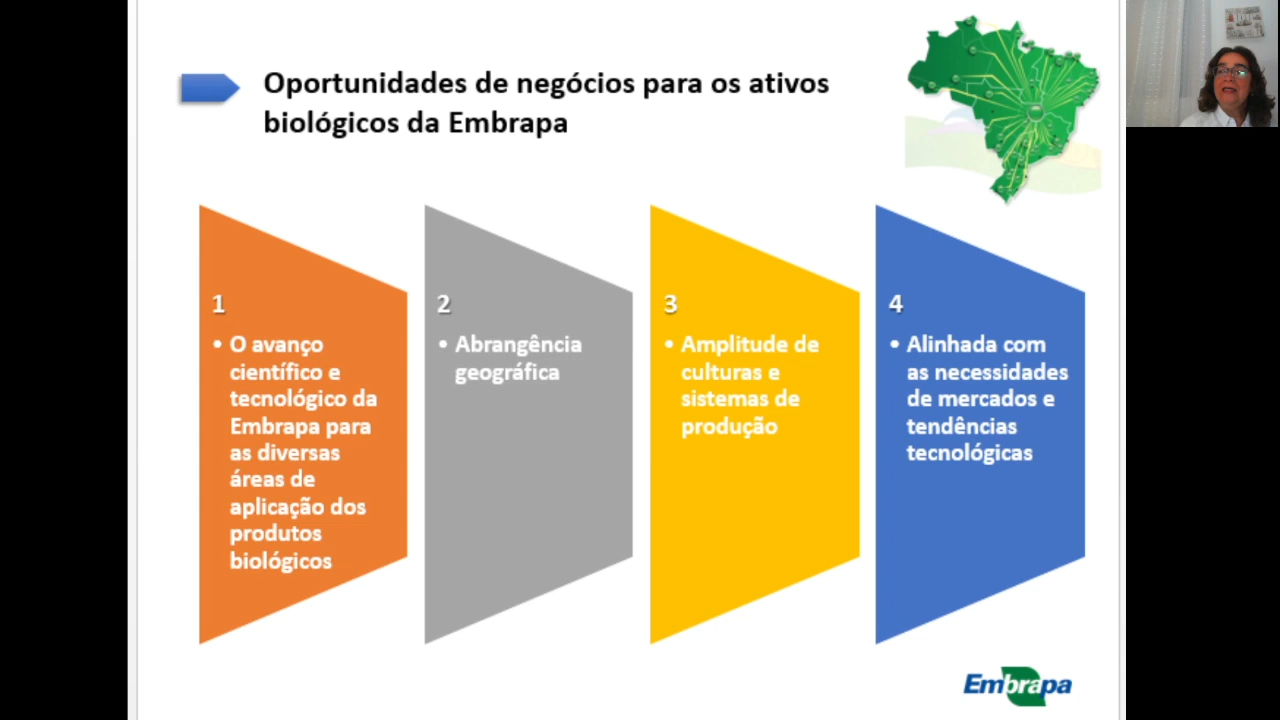 Oportunidades de negócios para os ativos
biológicos da Embrapa
1
• O avanço
científico e
tecnológico da
Embrapa para
as diversas
áreas de
aplicação dos
produtos
biológicos
2
• Abrangência
geográfica
3
• Amplitude de
culturas e
sistemas de
produção
4
• Alinhada com
as necessidades
de mercados e
tendências
tecnológicas
Embrapa